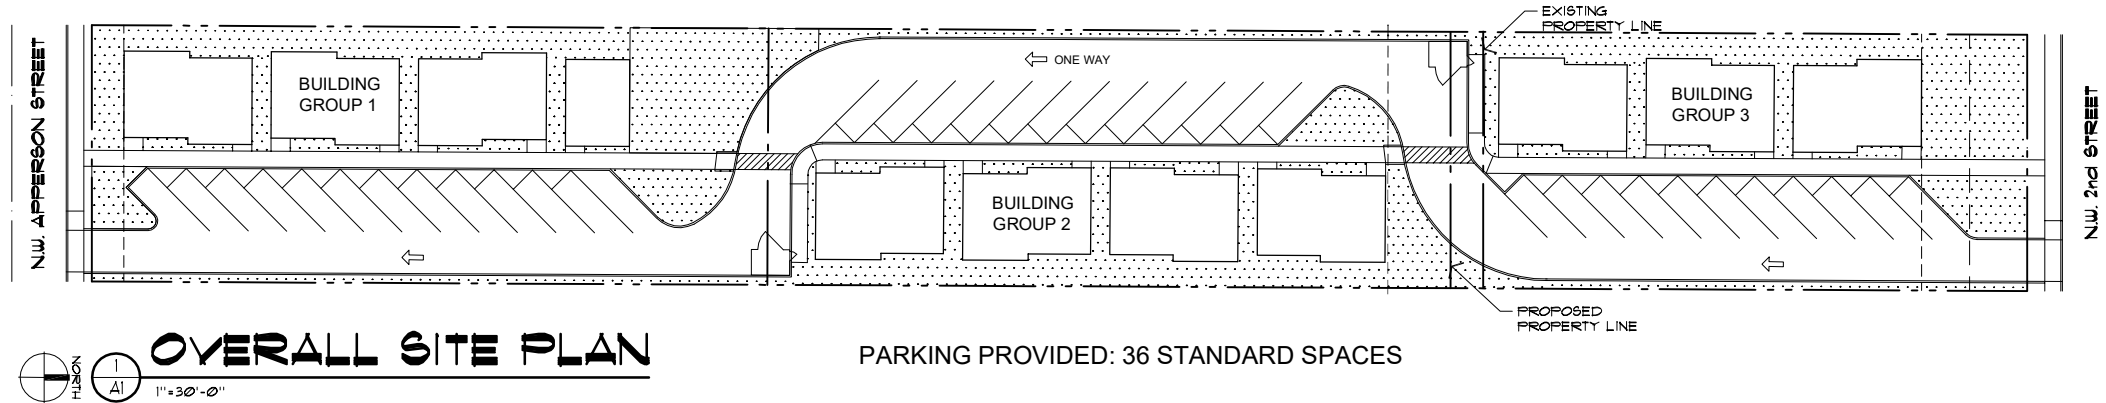 N.W. APPERSON STREET
BUILDING
GROUP 1
ONE WAY
EXISTING
PROPERTY LINE
BUILDING
GROUP 3
N.W. 2nd STREET
BUILDING
GROUP 2
PROPOSED
PROPERTY LINE
NORTH
1
A1
OVERALL SITE PLAN
1"=30'-0"
PARKING PROVIDED: 36 STANDARD SPACES